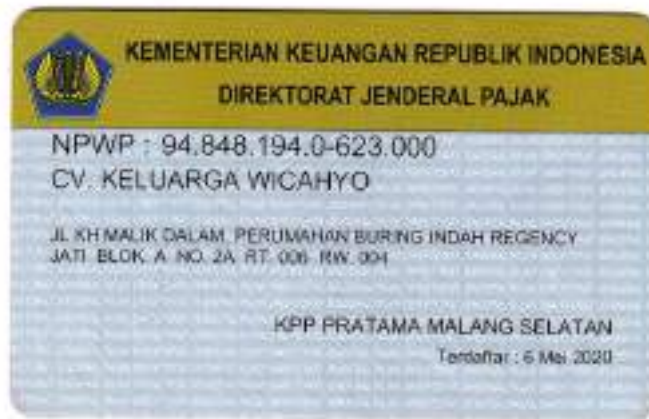 KEMENTERIAN KEUANGAN REPUBLIK INDONESIA
DIREKTORAT JENDERAL PAJAK
NPWP : 94.848.194.0-623.000
CV. KELUARGA WICAHYO
JL KH MALIK DALAM, PERUMAHAN BURING INDAH REGENCY
JATI BLOK. A NO. 2A RT. 006 RW. 004
KPP PRATAMA MALANG SELATAN
Terdaftar : 6 Mei 2020